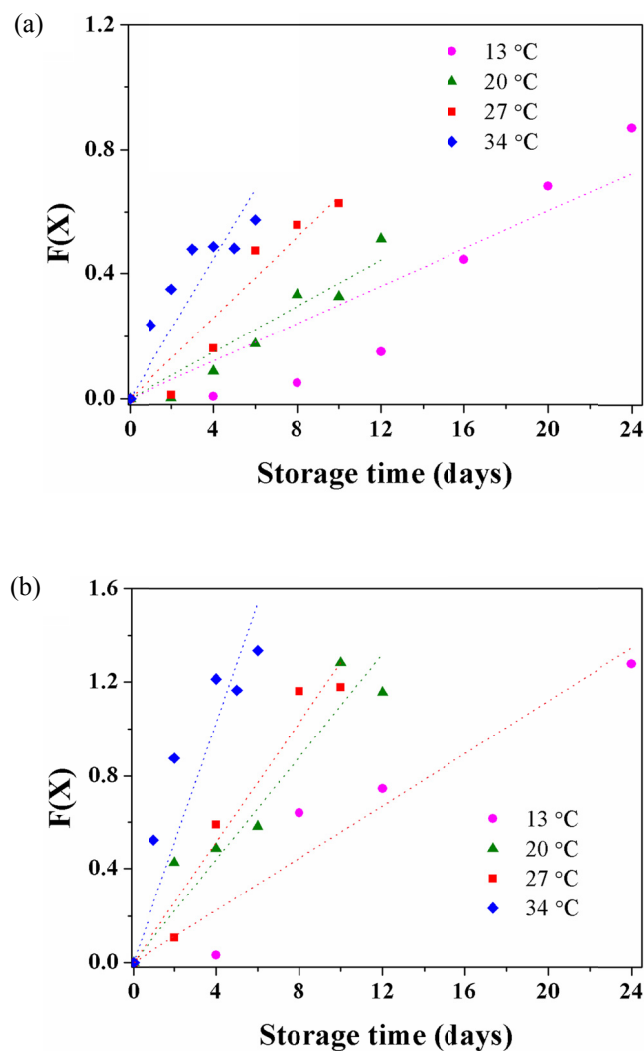 (a)
1.2
0.8
0.4
0.0
F(X)
13 °C
20 °C
27 °C
34 °C
0 4 8 12 16 20 24
Storage time (days)
(b)
1.6
1.2
0.8
0.4
0.0
F(X)
13 °C
20 °C
27 °C
34 °C
0 4 8 12 16 20 24
Storage time (days)